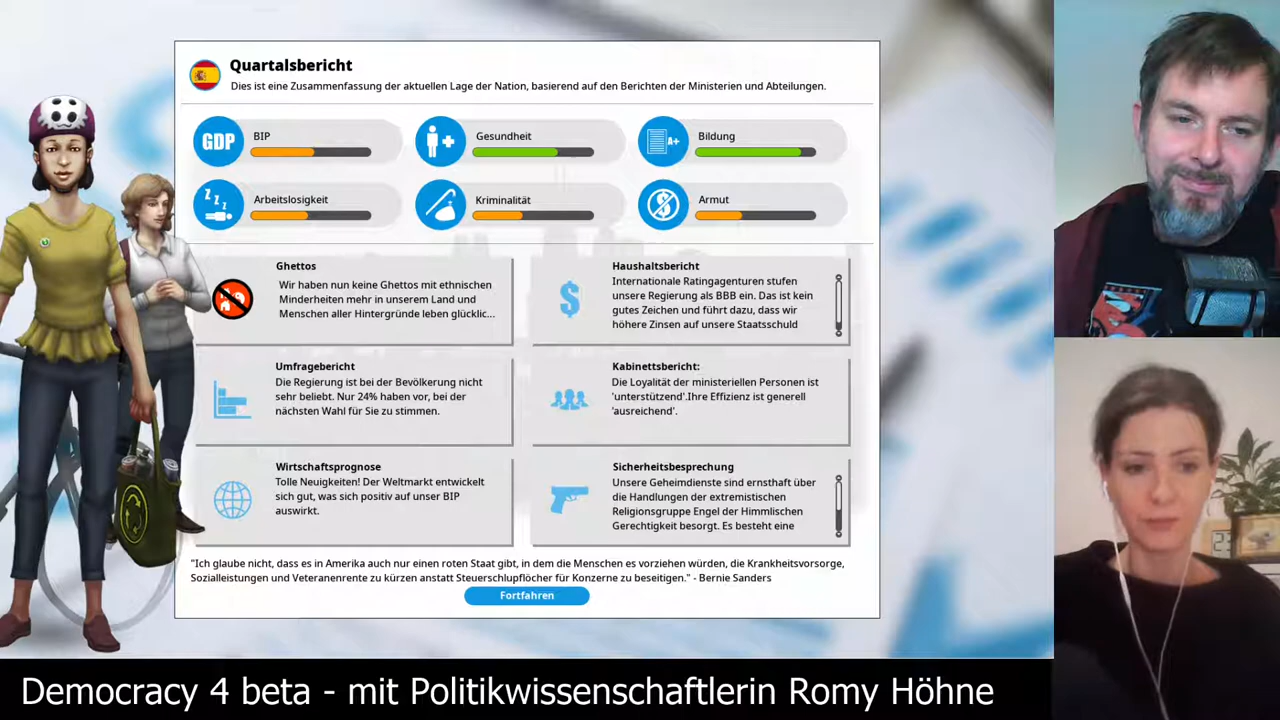 Quartalsbericht
Dies ist eine Zusammenfassung der aktuellen Lage der Nation, basierend auf den Berichten der Ministerien und Abteilungen.
GDP
BIP
Gesundheit
A+
Bildung
Z Z Z
Arbeitslosigkeit
Kriminalität
$
Armut
Ghettos
Wir haben nun keine Ghettos mit ethnischen
Minderheiten mehr in unserem Land und
Menschen aller Hintergründe leben glücklic...
$
Haushaltsbericht
Internationale Ratingagenturen stufen
unsere Regierung als BBB ein. Das ist kein
gutes Zeichen und führt dazu, dass wir
höhere Zinsen auf unsere Staatsschuld
Umfragebericht
Die Regierung ist bei der Bevölkerung nicht
sehr beliebt. Nur 24% haben vor, bei der
nächsten Wahl für Sie zu stimmen.
Kabinettsbericht:
Die Loyalität der ministeriellen Personen ist
'unterstützend'.Ihre Effizienz ist generell
'ausreichend'.
Wirtschaftsprognose
Tolle Neuigkeiten! Der Weltmarkt entwickelt
sich gut, was sich positiv auf unser BIP
auswirkt.
Sicherheitsbesprechung
Unsere Geheimdienste sind ernsthaft über
die Handlungen der extremistischen
Religionsgruppe Engel der Himmlischen
Gerechtigkeit besorgt. Es besteht eine
"Ich glaube nicht, dass es in Amerika auch nur einen roten Staat gibt, in dem die Menschen es vorziehen würden, die Krankheitsvorsorge,
Sozialleistungen und Veteranenrente zu kürzen anstatt Steuerschlupflöcher für Konzerne zu beseitigen." - Bernie Sanders
Fortfahren
Democracy 4 beta - mit Politikwissenschaftlerin Romy Höhne